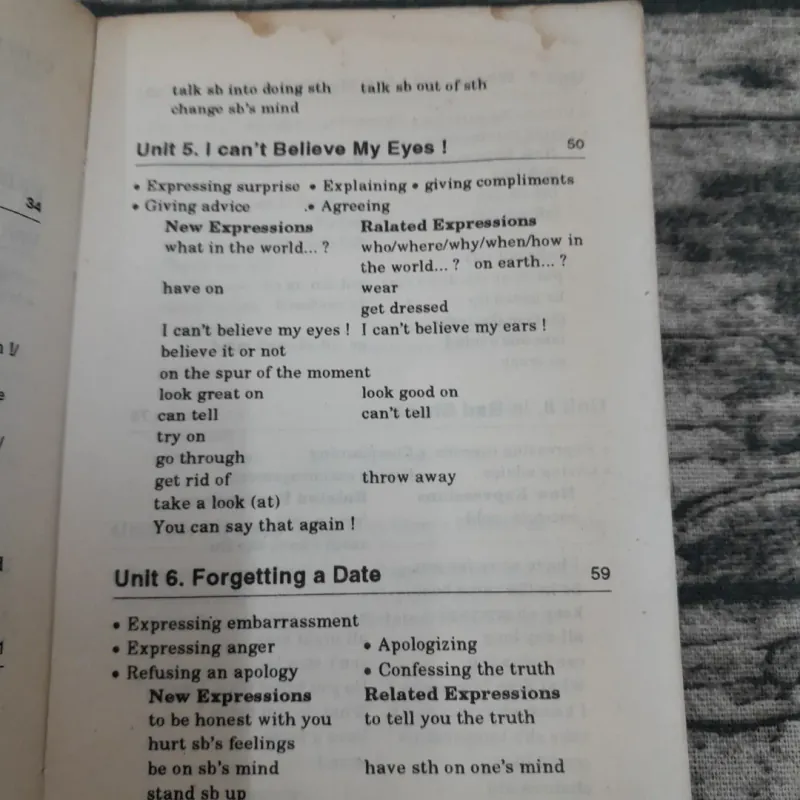 talk sb into doing sth talk sb out of sth
change sb's mind
Unit 5. I can't Believe My Eyes ! 50
• Expressing surprise • Explaining • giving compliments
• Giving advice • Agreeing
New Expressions Ralated Expressions
what in the world... ? who/where/why/when/how in
the world... ? on earth... ?
have on wear
get dressed
I can't believe my eyes ! I can't believe my ears !
believe it or not
on the spur of the moment
look great on look good on
can tell can't tell
try on
go through
get rid of throw away
take a look (at)
You can say that again !
Unit 6. Forgetting a Date 59
• Expressing embarrassment
• Expressing anger • Apologizing
• Refusing an apology • Confessing the truth
New Expressions Related Expressions
to be honest with you to tell you the truth
hurt sb's feelings
be on sb's mind have sth on one's mind
stand sb up
34